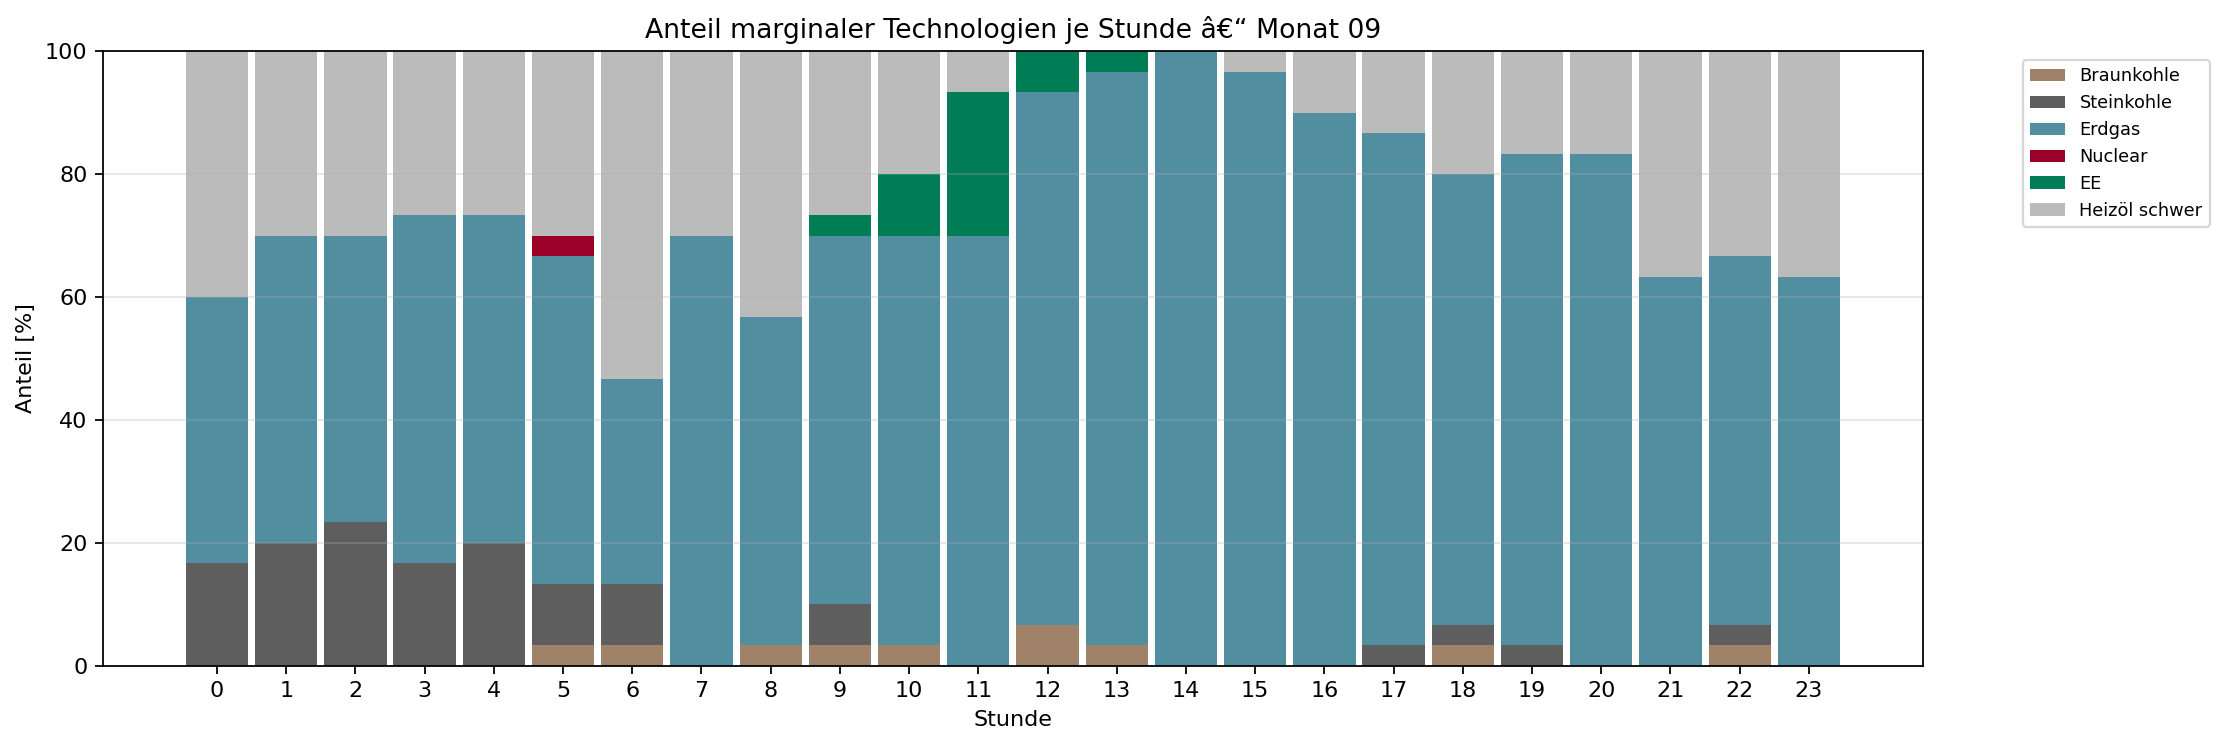 Anteil marginaler Technologien je Stunde â€“ Monat 09
100
80
60
40
20
0
Anteil [%]
0 1 2 3 4 5 6 7 8 9 10 11 12 13 14 15 16 17 18 19 20 21 22 23
Stunde
Braunkohle
Steinkohle
Erdgas
Nuclear
EE
Heizöl schwer